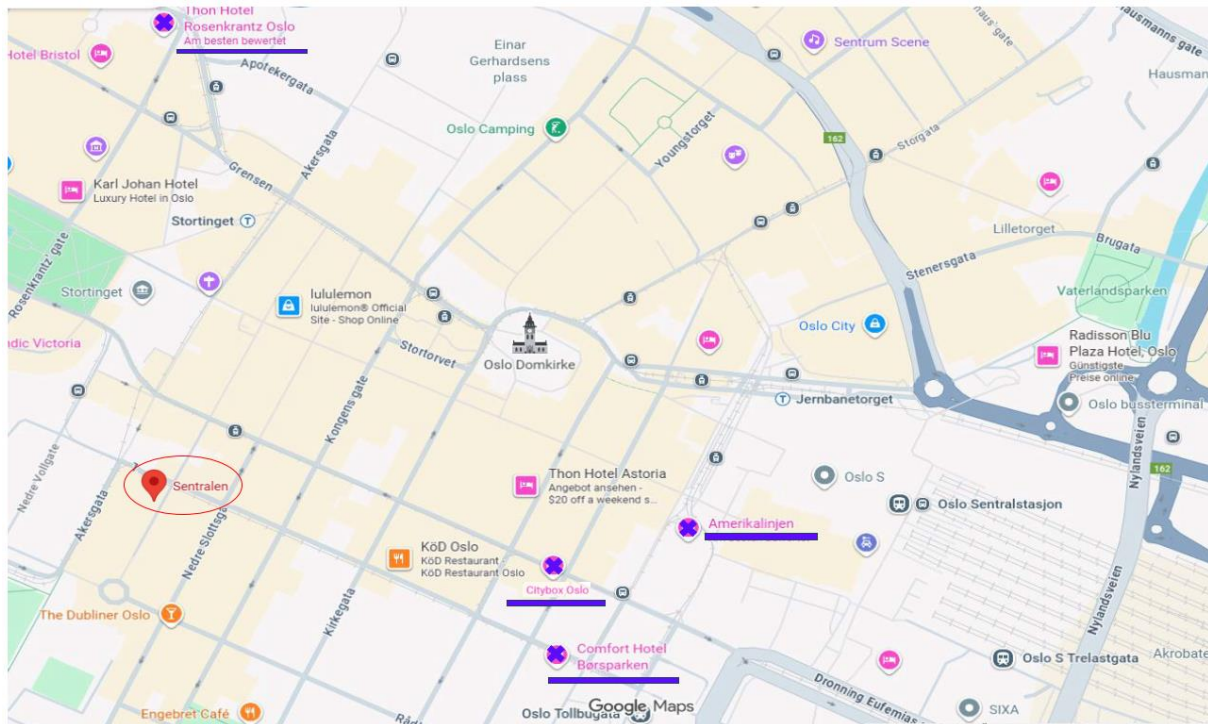 Thon Hotel
Rosenkrantz Oslo
Am besten bewertet
Hotel Bristol
Apotekergata
Einar
Gerhardsens
plass
Sentrum Scene
Hausmanns gate
Oslo Camping
Youngstorget
162
Storgata
Akersgata
Grensen
Karl Johan Hotel
Luxury Hotel in Oslo
Stortinget
T
Lilletorget
Brugata
Stenersgata
Rosenkrantz' gate
Stortinget
lululemon
lululemon® Official
Site - Shop Online
Vaterlandsparken
Oslo City
Radisson Blu
Plaza Hotel, Oslo
Günstigste
Preise online
Stortorvet
Oslo Domkirke
T
Jernbanetorget
Oslo bussterminal
Kongens gate
Nedre Vollgate
Nylandsveien
162
Sentralen
Thon Hotel Astoria
Angebot ansehen -
$20 off a weekend s...
Oslo S
Oslo Sentralstasjon
Akersgata
Nedre Slottsga
Amerikalinjen
KöD Oslo
KöD Restaurant
KöD Restaurant Oslo
Citybox Oslo
The Dubliner Oslo
Kirkegata
Nylandsveien
Comfort Hotel
Børsparken
Oslo S Trelastgata
Akrobate
Dronning Eufemias
Engebret Café
Google Maps
Oslo Tollbugata
SIXA